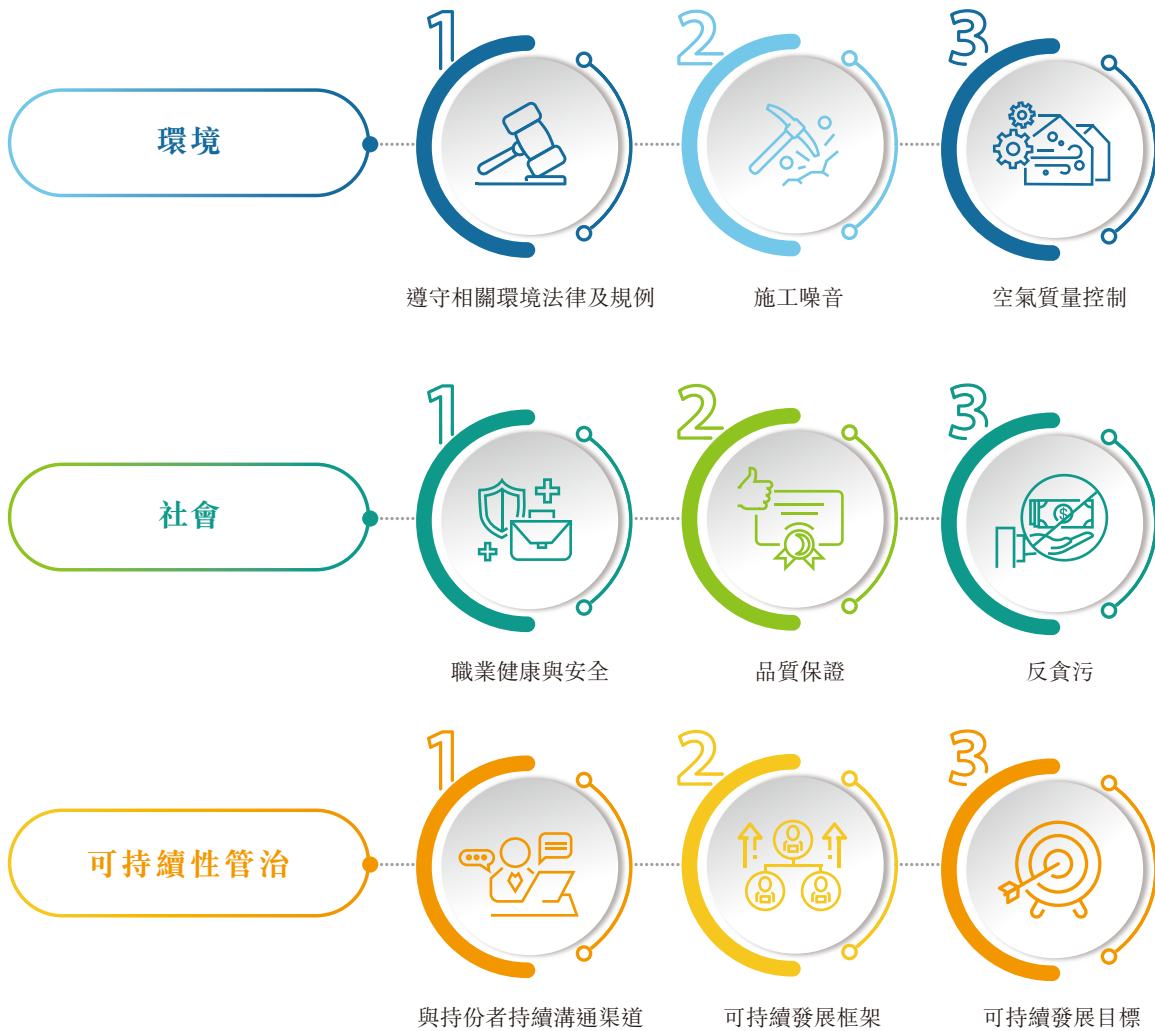 環境
1
2
3
遵守相關環境法律及規例
施工噪音
空氣質量控制
社會
1
2
3
職業健康與安全
品質保證
反貪污
可持續性管治
1
2
3
與持份者持續溝通渠道
可持續發展框架
可持續發展目標